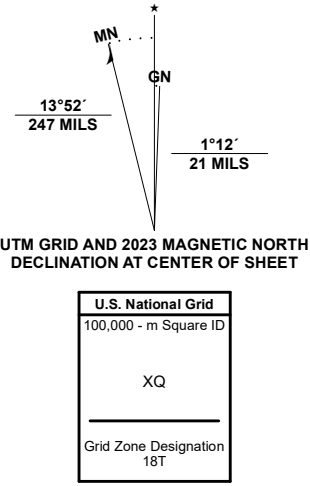 ★
MN
GN
13°52´
247 MILS
1°12´
21 MILS
UTM GRID AND 2023 MAGNETIC NORTH
DECLINATION AT CENTER OF SHEET
U.S. National Grid
100,000 - m Square ID
XQ
Grid Zone Designation
18T